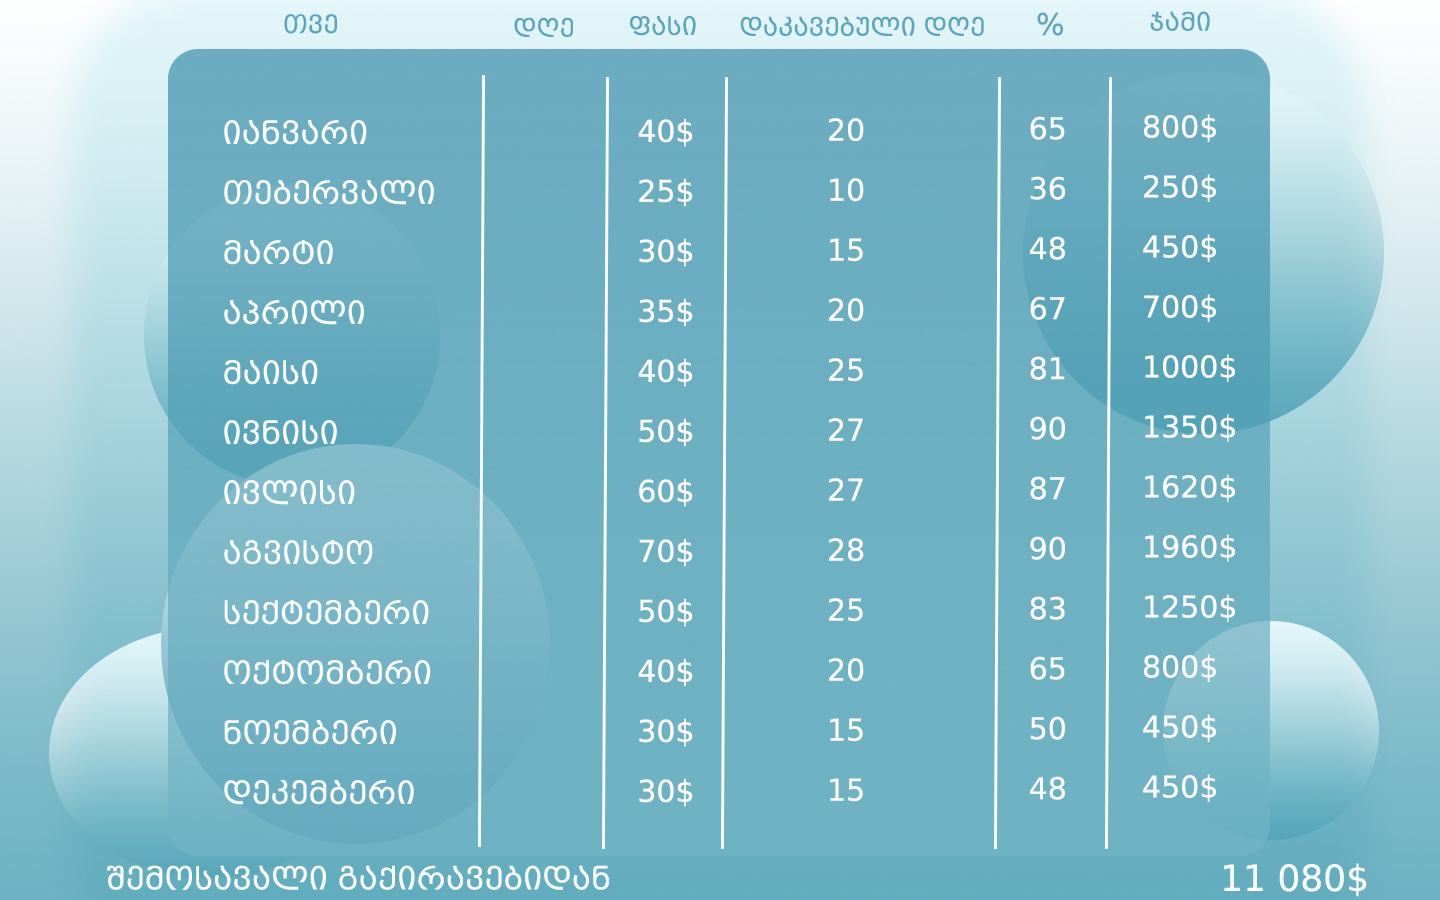 თვე დღე ფასი დაკავებული დღე % ჯამი
იანვარი 40$ 20 65 800$
თებერვალი 25$ 10 36 250$
მარტი 30$ 15 48 450$
აპრილი 35$ 20 67 700$
მაისი 40$ 25 81 1000$
ივნისი 50$ 27 90 1350$
ივლისი 60$ 27 87 1620$
აგვისტო 70$ 28 90 1960$
სექტემბერი 50$ 25 83 1250$
ოქტომბერი 40$ 20 65 800$
ნოემბერი 30$ 15 50 450$
დეკემბერი 30$ 15 48 450$
შემოსავალი გაქირავებიდან 11 080$